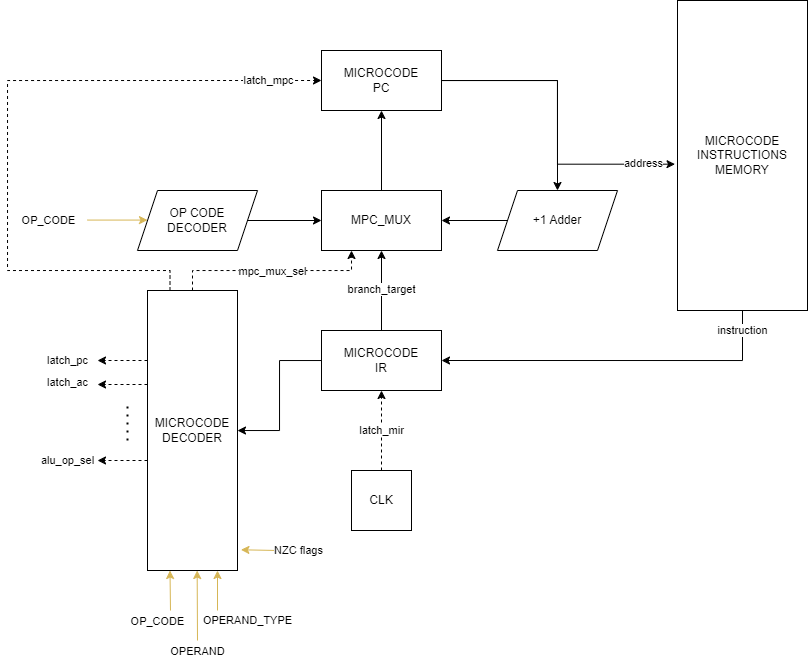 MICROCODE
PC
latch_mpc
MICROCODE
INSTRUCTIONS
MEMORY
address
OP_CODE
OP CODE
DECODER
MPC_MUX
+1 Adder
mpc_mux_sel
branch_target
instruction
MICROCODE
IR
latch_pc
latch_ac
MICROCODE
DECODER
latch_mir
alu_op_sel
CLK
NZC flags
OP_CODE
OPERAND_TYPE
OPERAND